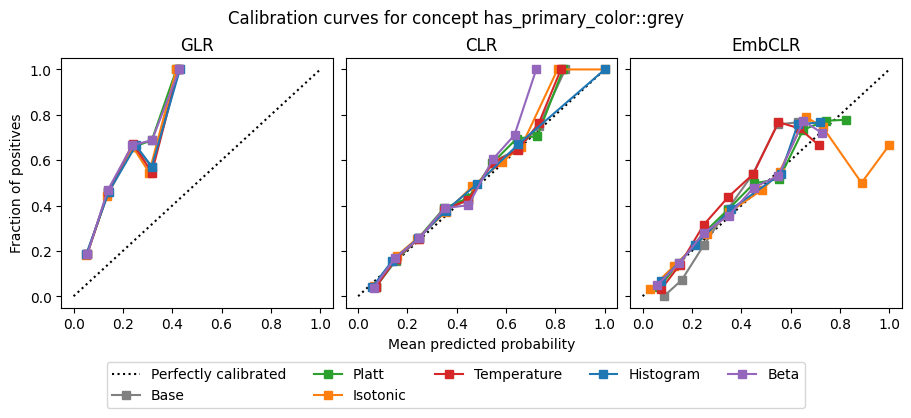 Calibration curves for concept has_primary_color::grey
GLR
CLR
EmbCLR
Fraction of positives
1.0
0.8
0.6
0.4
0.2
0.0
0.0 0.2 0.4 0.6 0.8 1.0
0.0 0.2 0.4 0.6 0.8 1.0
0.0 0.2 0.4 0.6 0.8 1.0
Mean predicted probability
Perfectly calibrated
Base
Platt
Isotonic
Temperature
Histogram
Beta